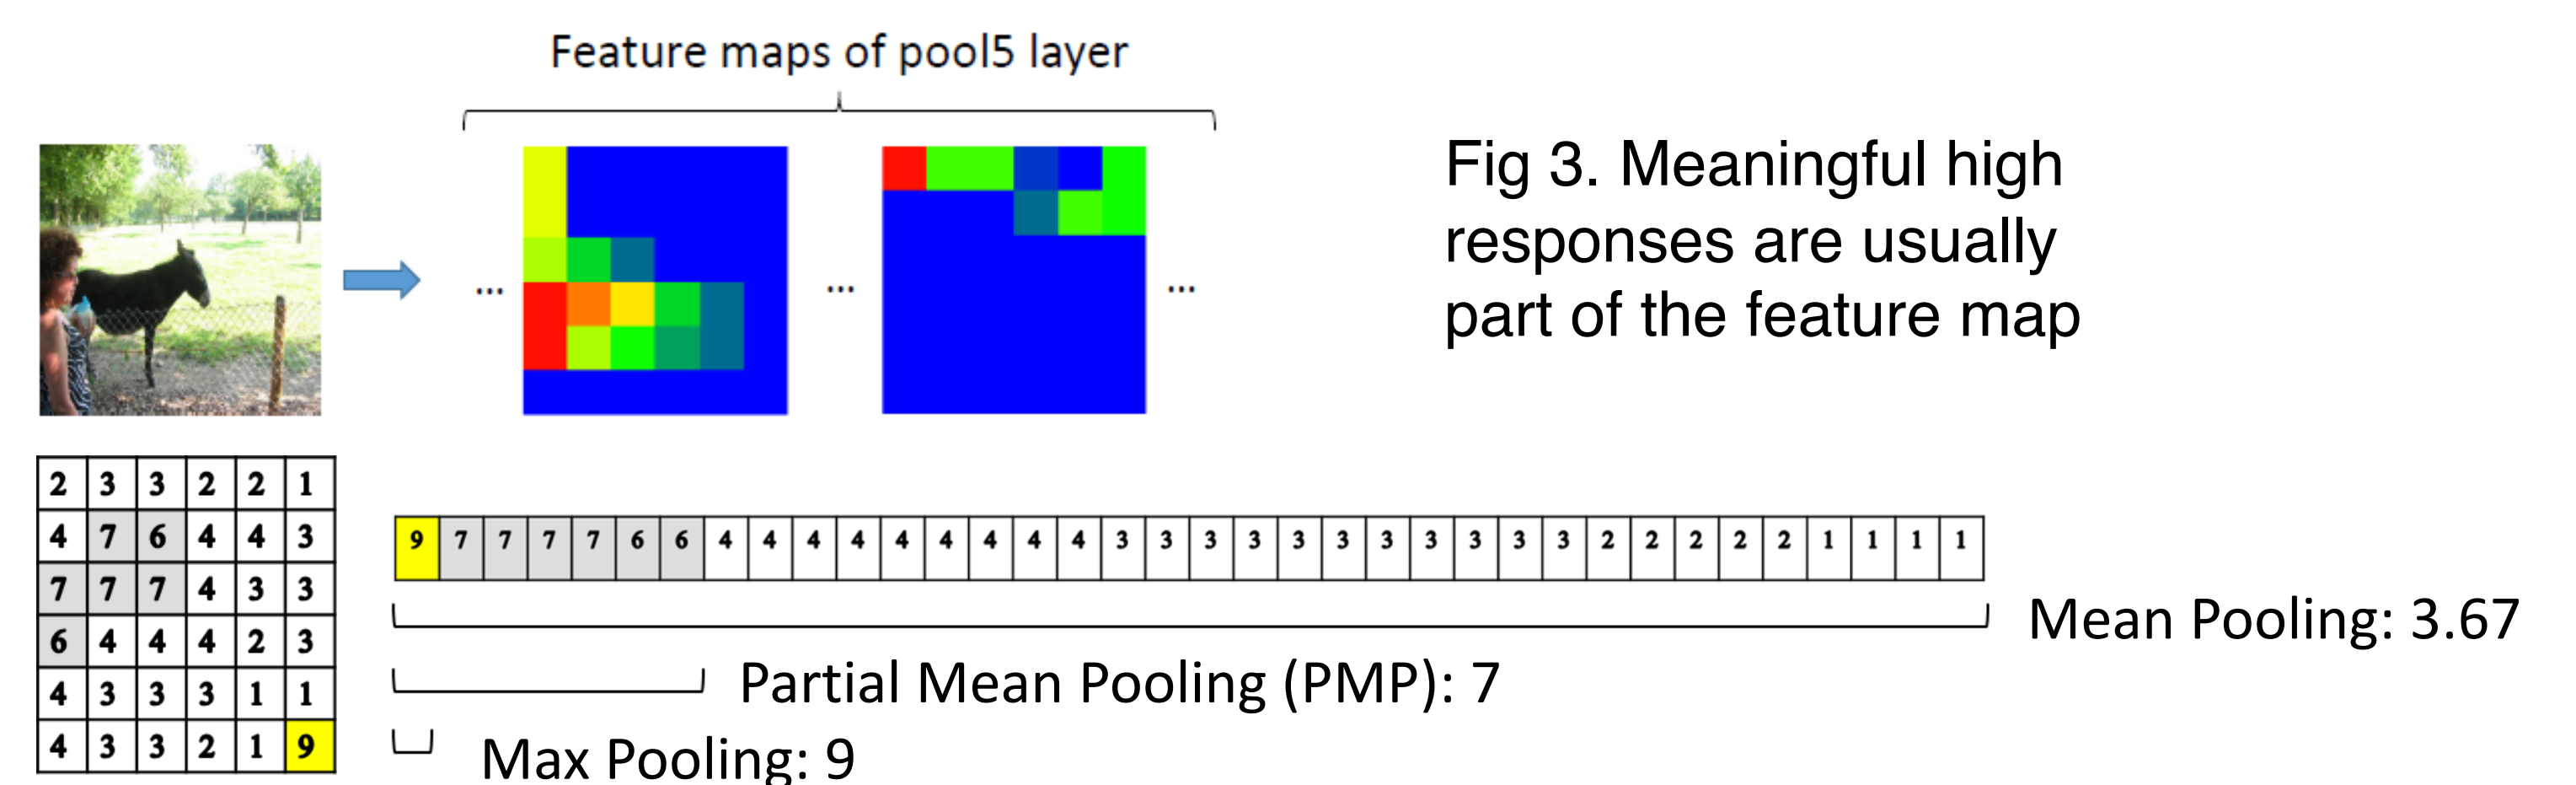 Feature maps of pool5 layer
...
...
...
Fig 3. Meaningful high
responses are usually
part of the feature map
2 3 3 2 2 1
4 7 6 4 4 3
7 7 7 4 3 3
6 4 4 4 2 3
4 3 3 3 1 1
4 3 3 2 1 9
9 7 7 7 7 6 6 4 4 4 4 4 4 4 4 4 3 3 3 3 3 3 3 3 3 3 3 2 2 2 2 2 1 1 1 1
Mean Pooling: 3.67
Partial Mean Pooling (PMP): 7
Max Pooling: 9